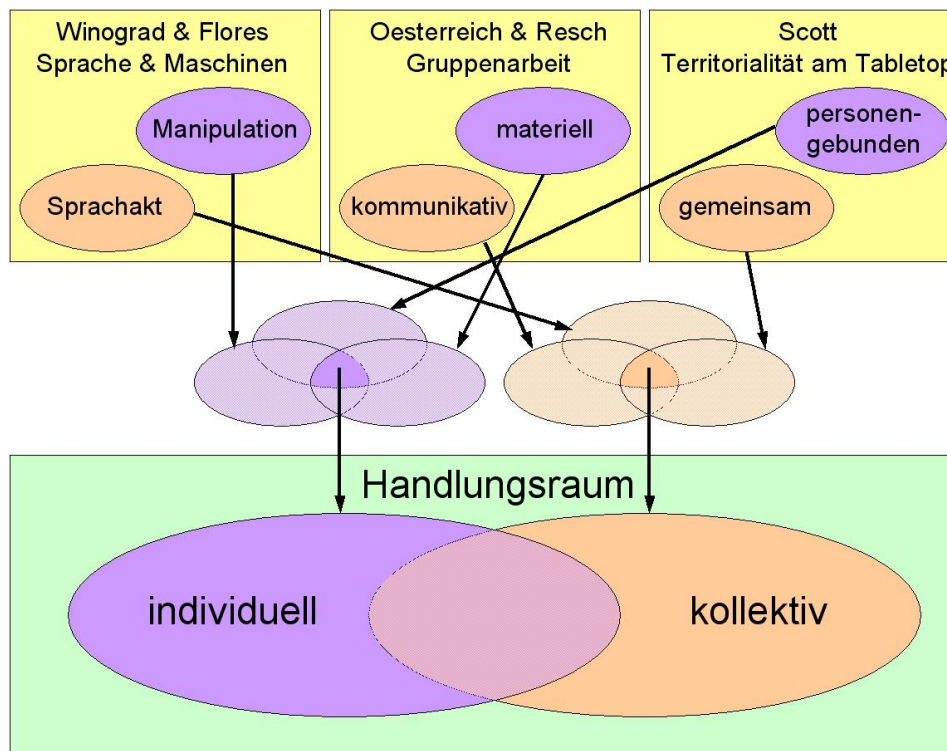 Winograd & Flores
Sprache & Maschinen
Manipulation
Sprachakt
Oesterreich & Resch
Gruppenarbeit
materiell
kommunikativ
Scott
Territorialität am Tabletop
personen-
gebunden
gemeinsam
Handlungsraum
individuell
kollektiv